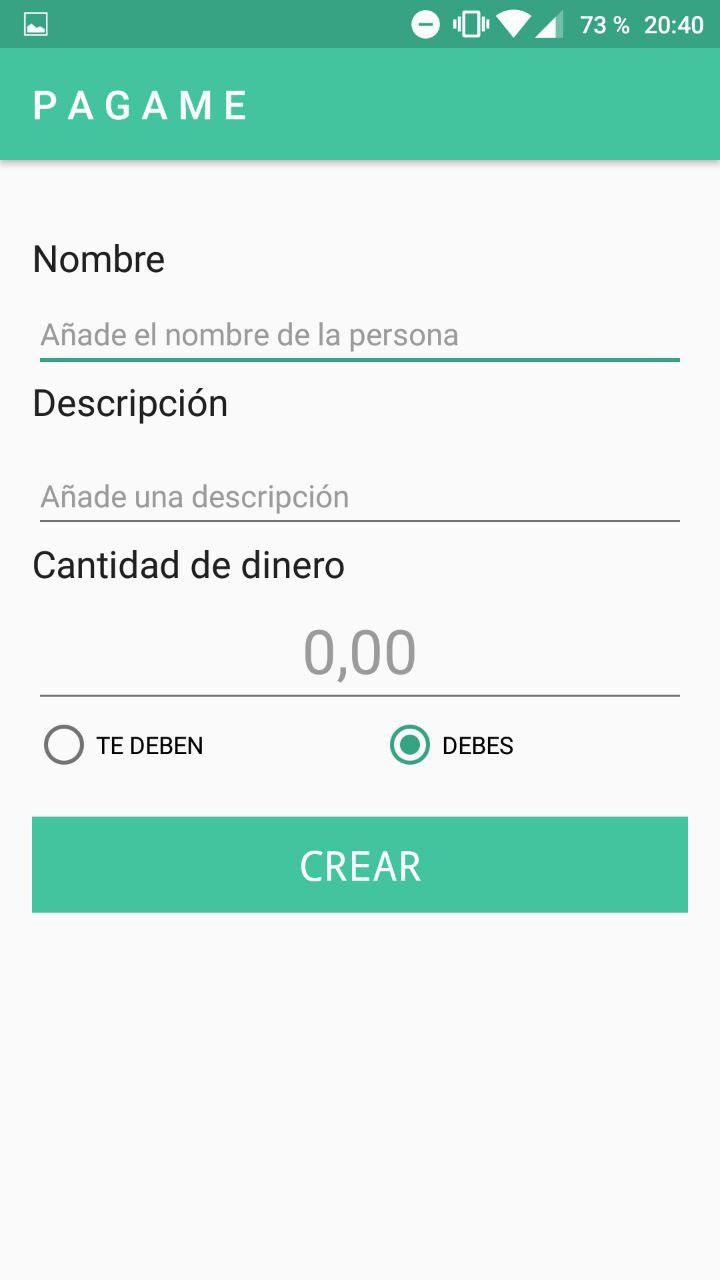 73 % 20:40
PAGAME
Nombre
Añade el nombre de la persona
Descripción
Añade una descripción
Cantidad de dinero
0,00
TE DEBEN DEBES
CREAR